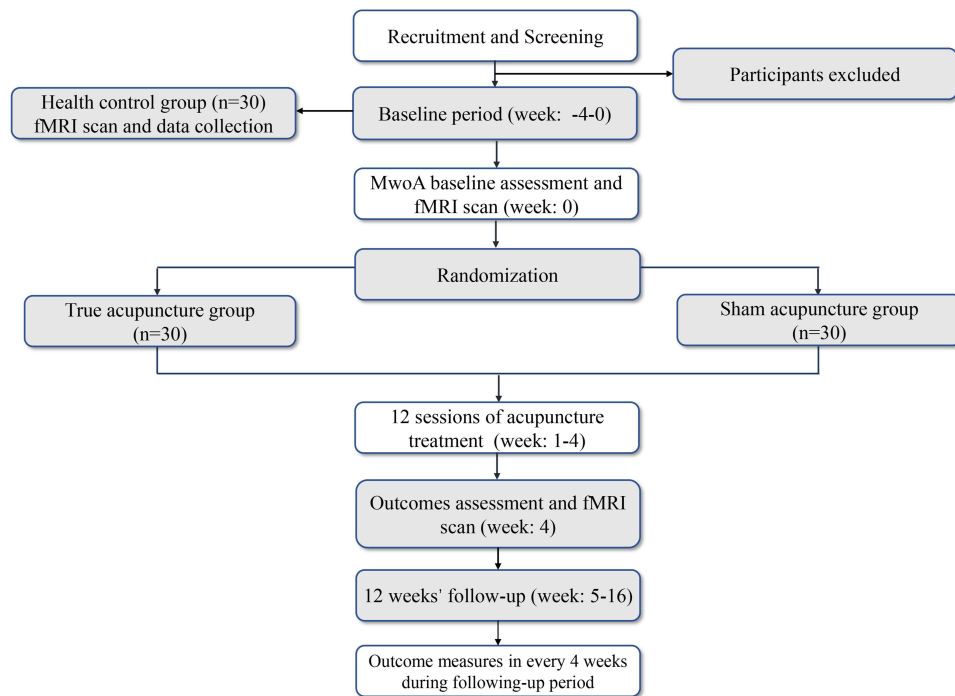 Recruitment and Screening
Participants excluded
Health control group (n=30)
fMRI scan and data collection
Baseline period (week:  -4-0)
MwoA baseline assessment and
fMRI scan (week: 0)
Randomization
True acupuncture group
(n=30)
Sham acupuncture group
(n=30)
12 sessions of acupuncture
treatment  (week: 1-4)
Outcomes assessment and fMRI
scan (week: 4)
12 weeks' follow-up (week: 5-16)
Outcome measures in every 4 weeks
during following-up period